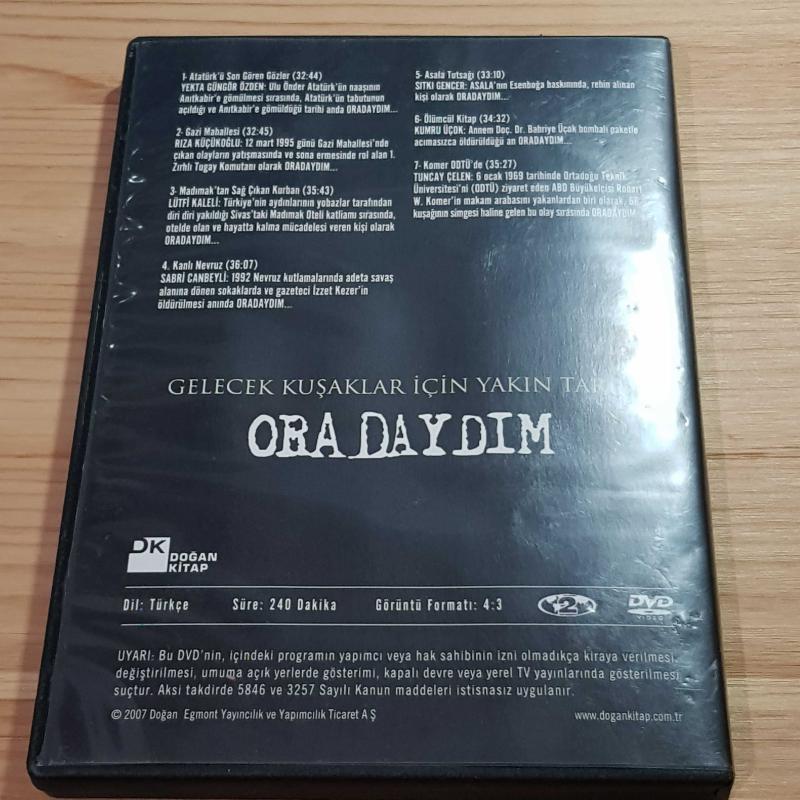 1- Atatürk'ü Son Gören Gözler (32:44)
YEKTA GÜNGÖR ÖZDEN: Ulu Önder Atatürk'ün naaşının
Anıtkabir'e gömülmesi sırasında, Atatürk'ün tabutunun
açıldığı ve Anıtkabir'e gömüldüğü tarihi anda ORADAYDIM...
2- Gazi Mahallesi (32:45)
RIZA KÜÇÜKOĞLU: 12 mart 1995 günü Gazi Mahallesi'nde
çıkan olayların yatışmasında ve sona ermesinde rol alan 1.
Zırhlı Tugay Komutanı olarak ORADAYDIM...
3- Madımak'tan Sağ Çıkan Kurban (35:43)
LÜTFİ KALELİ: Türkiye'nin aydınlarının yobazlar tarafından
diri diri yakıldığı Sivas'taki Madımak Oteli katliamı sırasında,
otelde olan ve hayatta kalma mücadelesi veren kişi olarak
ORADAYDIM...
4. Kanlı Nevruz (36:07)
SABRİ CANBEYLİ: 1992 Nevruz kutlamalarında adeta savaş
alanına dönen sokaklarda ve gazeteci İzzet Kezer'in
öldürülmesi anında ORADAYDIM...
5- Asala Tutsağı (33:10)
SITKI GENCER: ASALA'nın Esenboğa baskınında, rehin alınan
kişi olarak ORADAYDIM...
6- Ölümcül Kitap (34:32)
KUMRU ÜÇOK: Annem Doç. Dr. Bahriye Üçok bombalı paketle
acımasızca öldürüldüğü an ORADAYDIM...
7- Komer ODTÜ'de (35:27)
TUNCAY ÇELEN: 6 ocak 1969 tarihinde Ortadoğu Teknik
Üniversitesi'ni (ODTÜ) ziyaret eden ABD Büyükelçisi Robert
W. Komer'in makam arabasını yakanlardan biri olarak, 68
kuşağının simgesi haline gelen bu olay sırasında ORADAYDIM
GELECEK KUŞAKLAR İÇİN YAKIN
ORADAYDIM
DK DOĞAN
KİTAP
Dil: Türkçe Süre: 240 Dakika Görüntü Formatı: 4:3 2 DVD
VIDEO
UYARI: Bu DVD'nin, içindeki programın yapımcı veya hak sahibinin izni olmadıkça kiraya verilmesi,
değiştirilmesi, umuma açık yerlerde gösterimi, kapalı devre veya yerel TV yayınlarında gösterilmesi
suçtur. Aksi takdirde 5846 ve 3257 Sayılı Kanun maddeleri istisnasız uygulanır.
© 2007 Doğan Egmont Yayıncılık ve Yapımcılık Ticaret A Ş www.dogankitap.com.tr